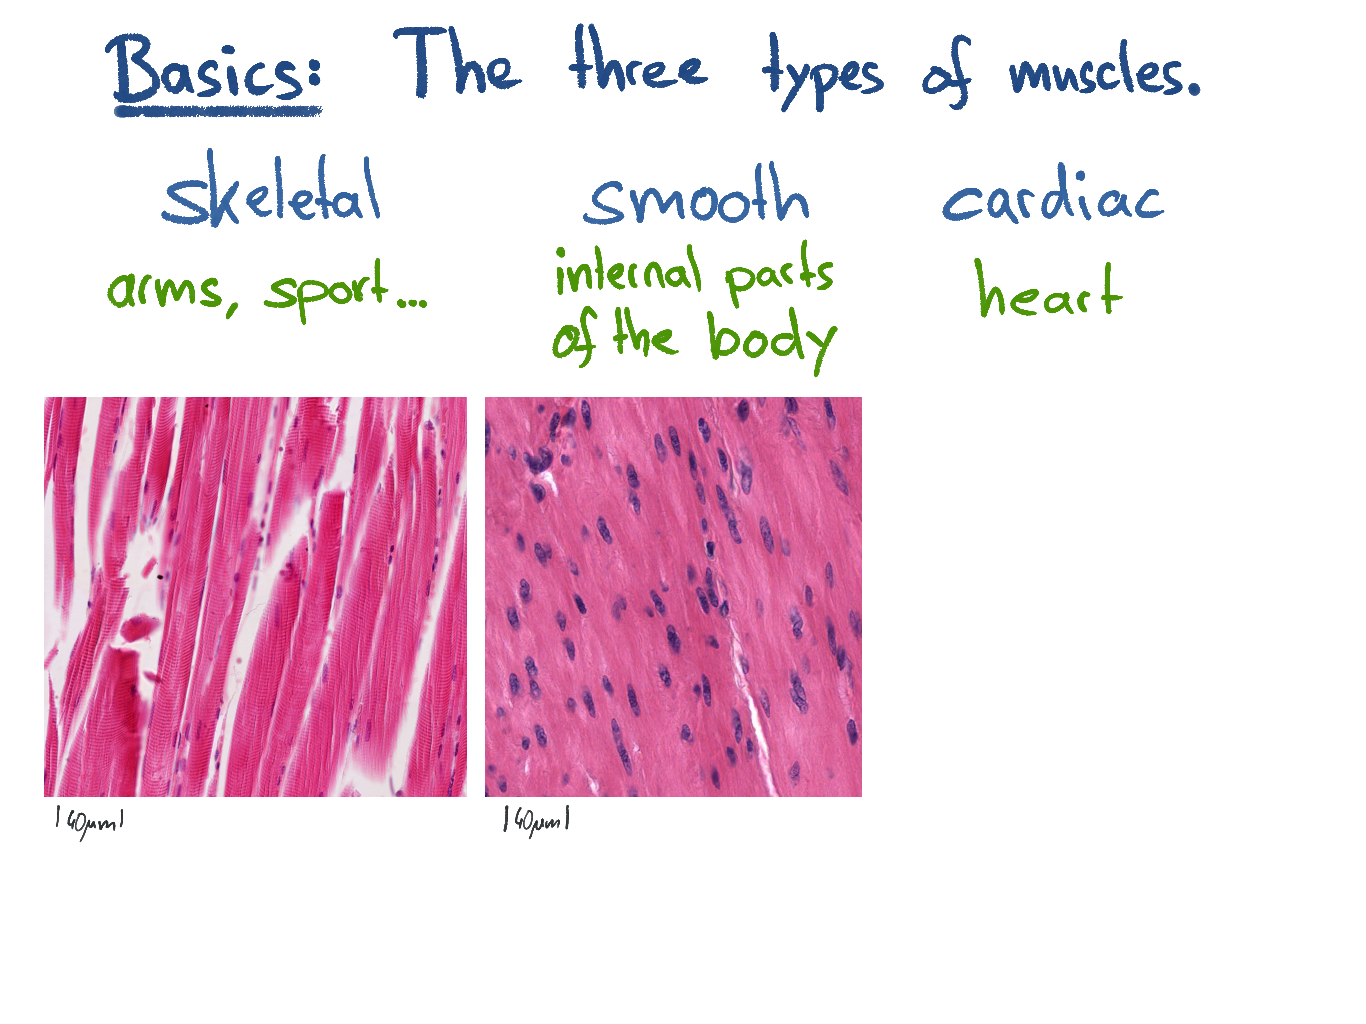 Basics: The three types of muscles.
skeletal smooth cardiac
arms, sport... internal parts of the body heart
|40µm| |40µm|